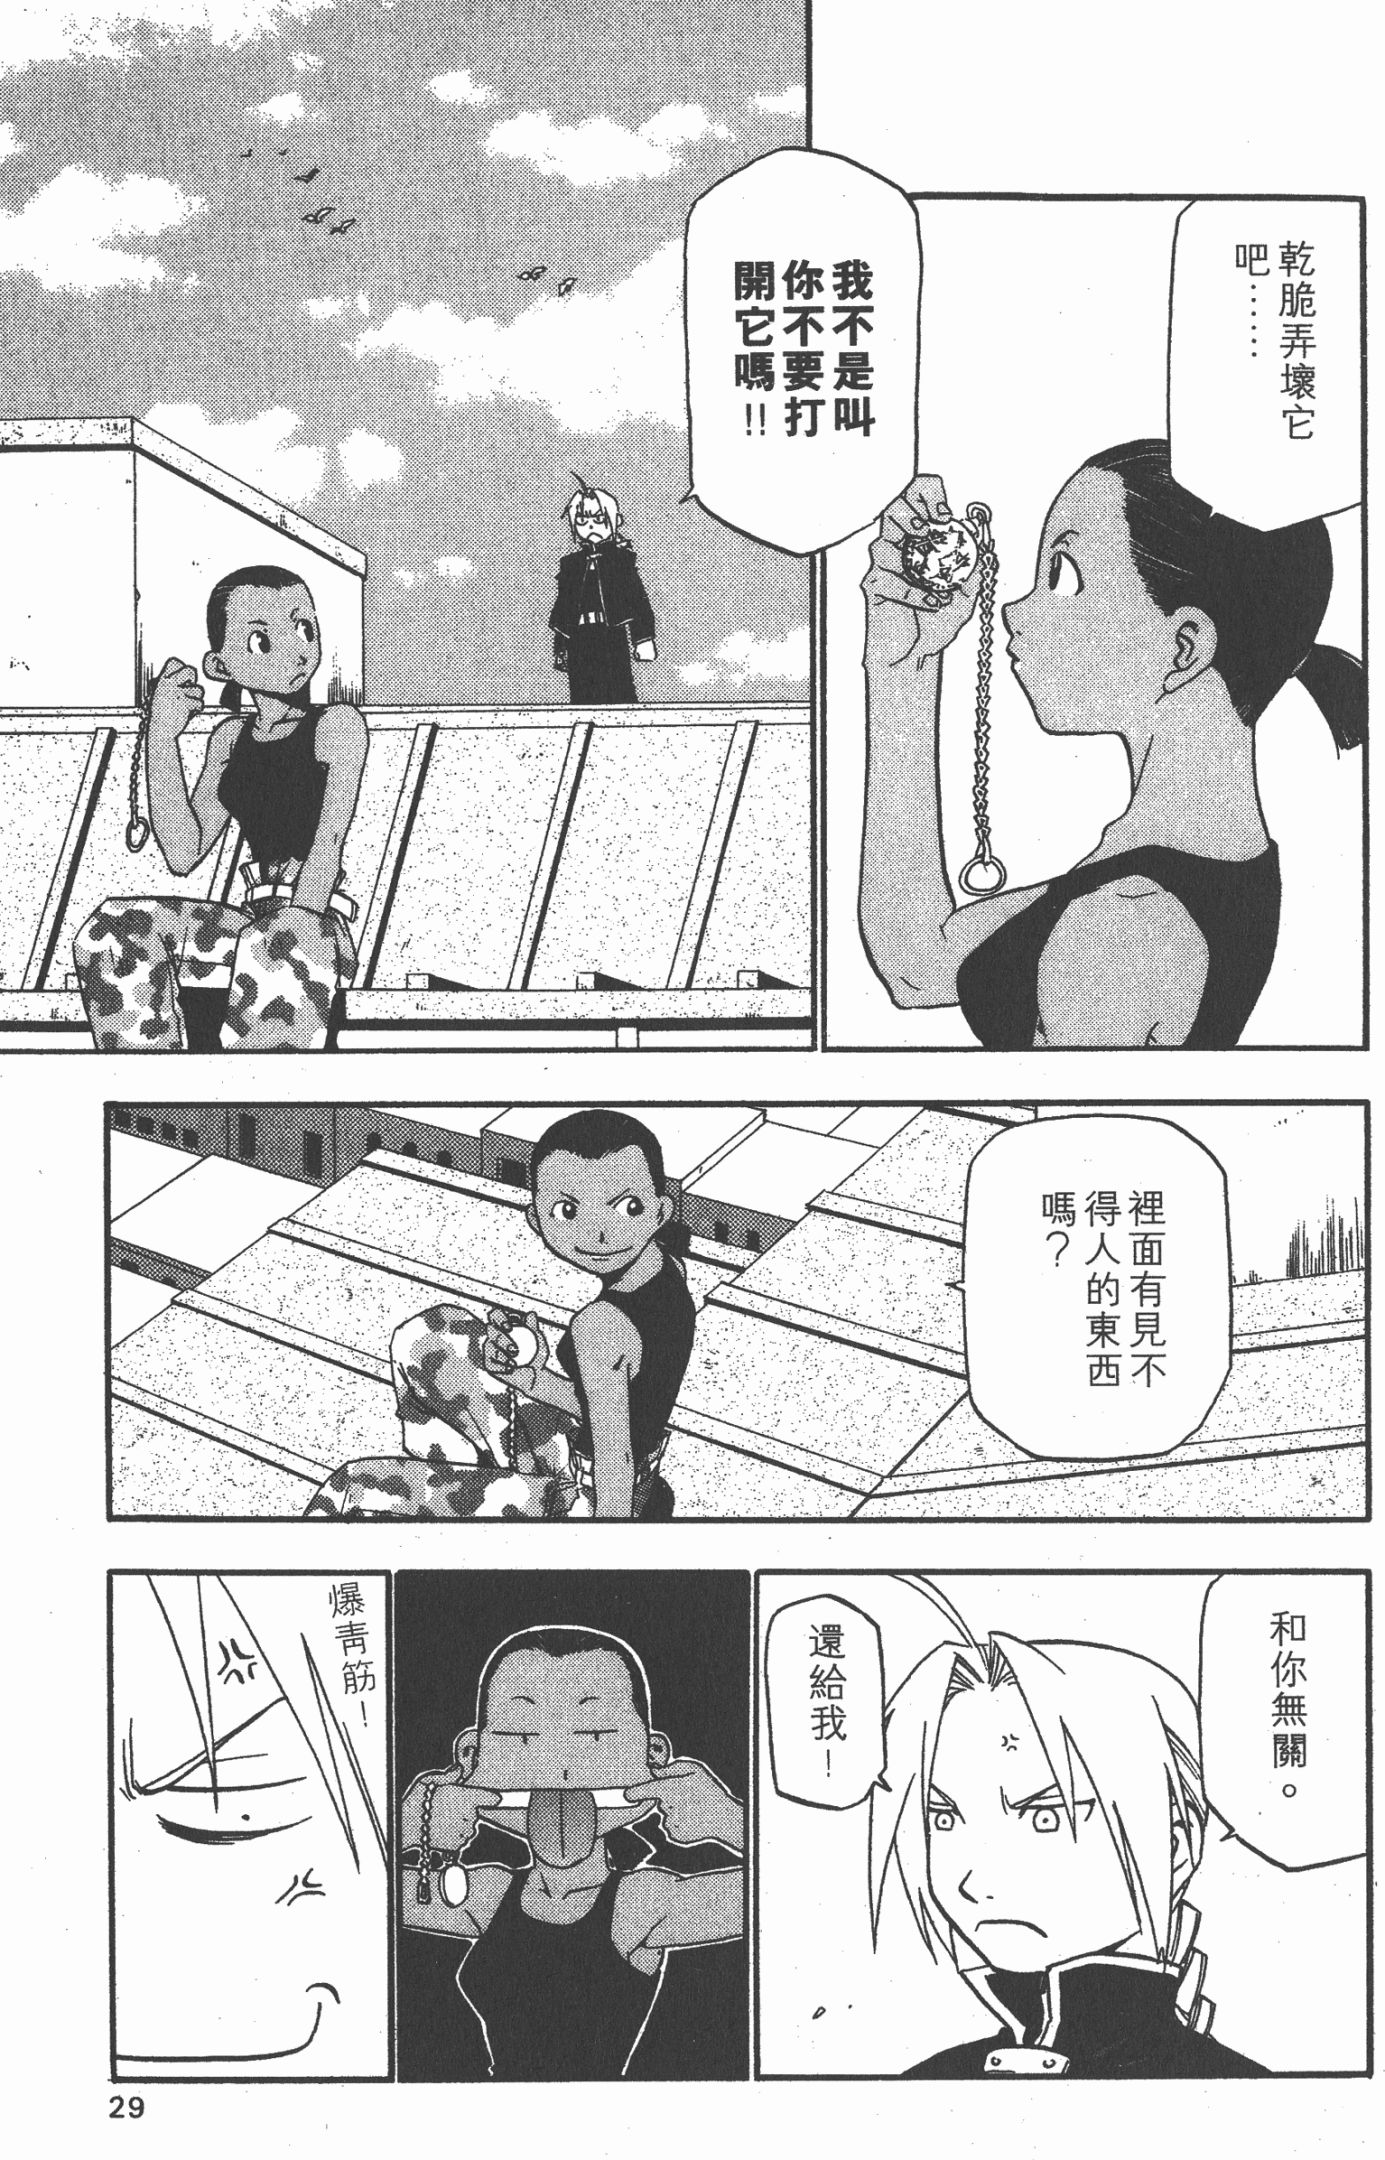 乾脆弄壞它
吧……
我不是叫
你不要打
開它嗎!!
裡面有見不
得人的東西
嗎？
和你無關。
還給我！
爆青筋！
29